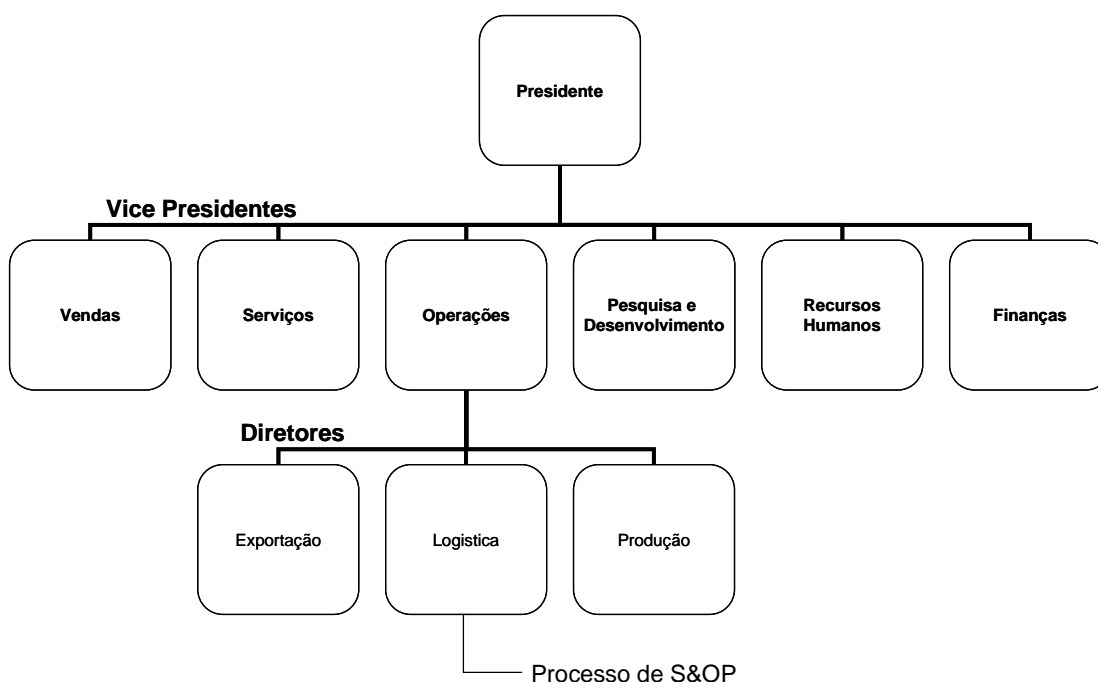 Presidente
Vice Presidentes
Vendas
Serviços
Operações
Pesquisa e
Desenvolvimento
Recursos
Humanos
Finanças
Diretores
Exportação
Logistica
Produção
Processo de S&OP